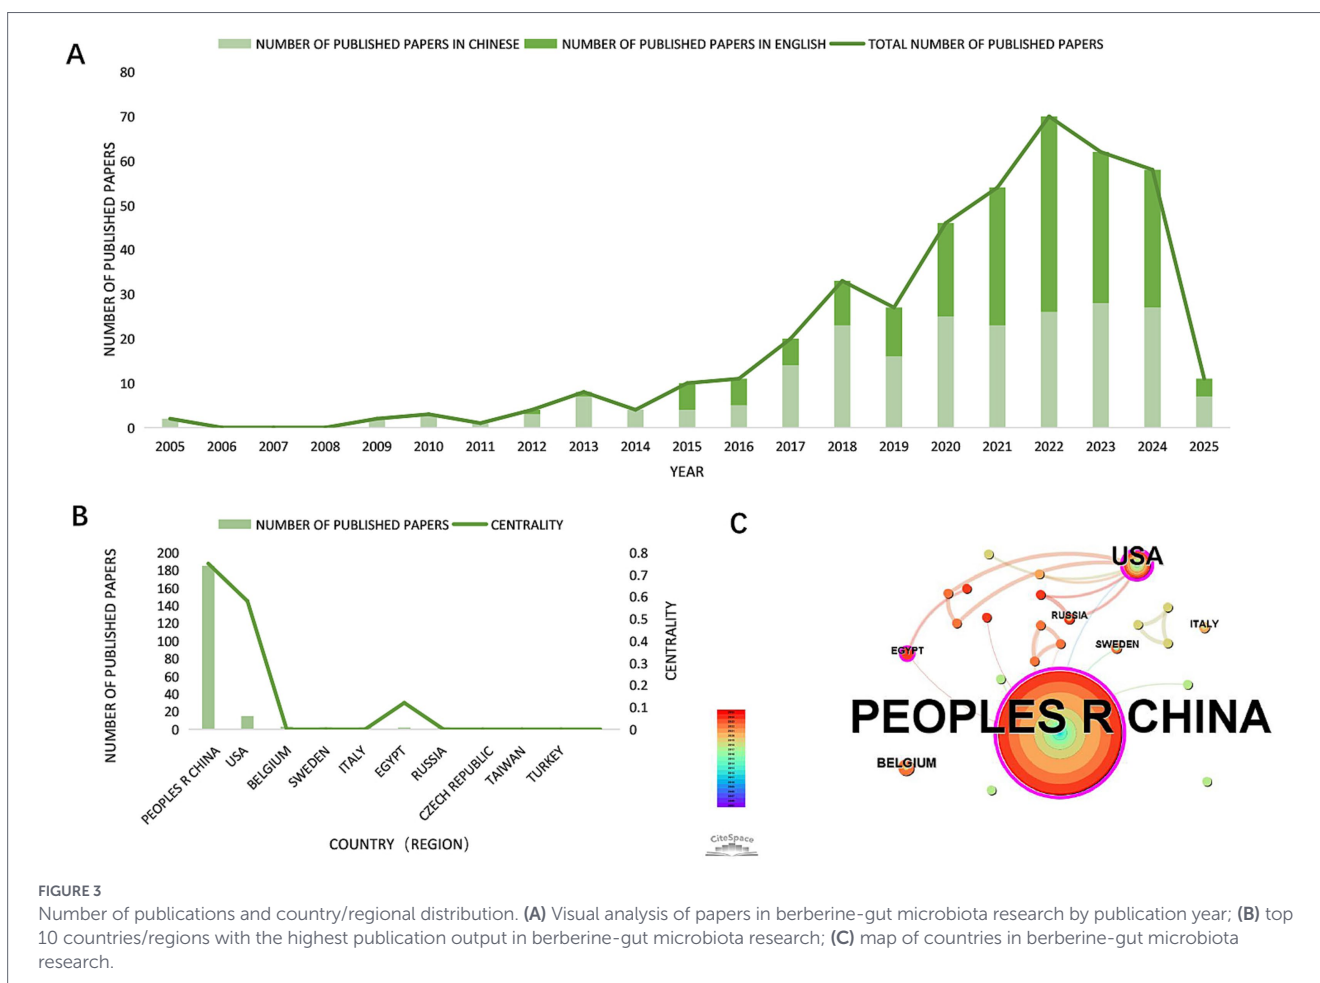 A
NUMBER OF PUBLISHED PAPERS IN CHINESE NUMBER OF PUBLISHED PAPERS IN ENGLISH TOTAL NUMBER OF PUBLISHED PAPERS
NUMBER OF PUBLISHED PAPERS
80
70
60
50
40
30
20
10
0
2005 2006 2007 2008 2009 2010 2011 2012 2013 2014 2015 2016 2017 2018 2019 2020 2021 2022 2023 2024 2025
YEAR
B
NUMBER OF PUBLISHED PAPERS CENTRALITY
NUMBER OF PUBLISHED PAPERS
200
180
160
140
120
100
80
60
40
20
0
0.8
0.7
0.6
0.5
0.4
0.3
0.2
0.1
0
CENTRALITY
PEOPLES R CHINA
USA
BELGIUM
SWEDEN
ITALY
EGYPT
RUSSIA
CZECH REPUBLIC
TAIWAN
TURKEY
COUNTRY（REGION）
C
USA
RUSSIA
ITALY
EGYPT
SWEDEN
PEOPLES R CHINA
BELGIUM
CiteSpace
FIGURE 3
Number of publications and country/regional distribution. (A) Visual analysis of papers in berberine-gut microbiota research by publication year; (B) top
10 countries/regions with the highest publication output in berberine-gut microbiota research; (C) map of countries in berberine-gut microbiota
research.